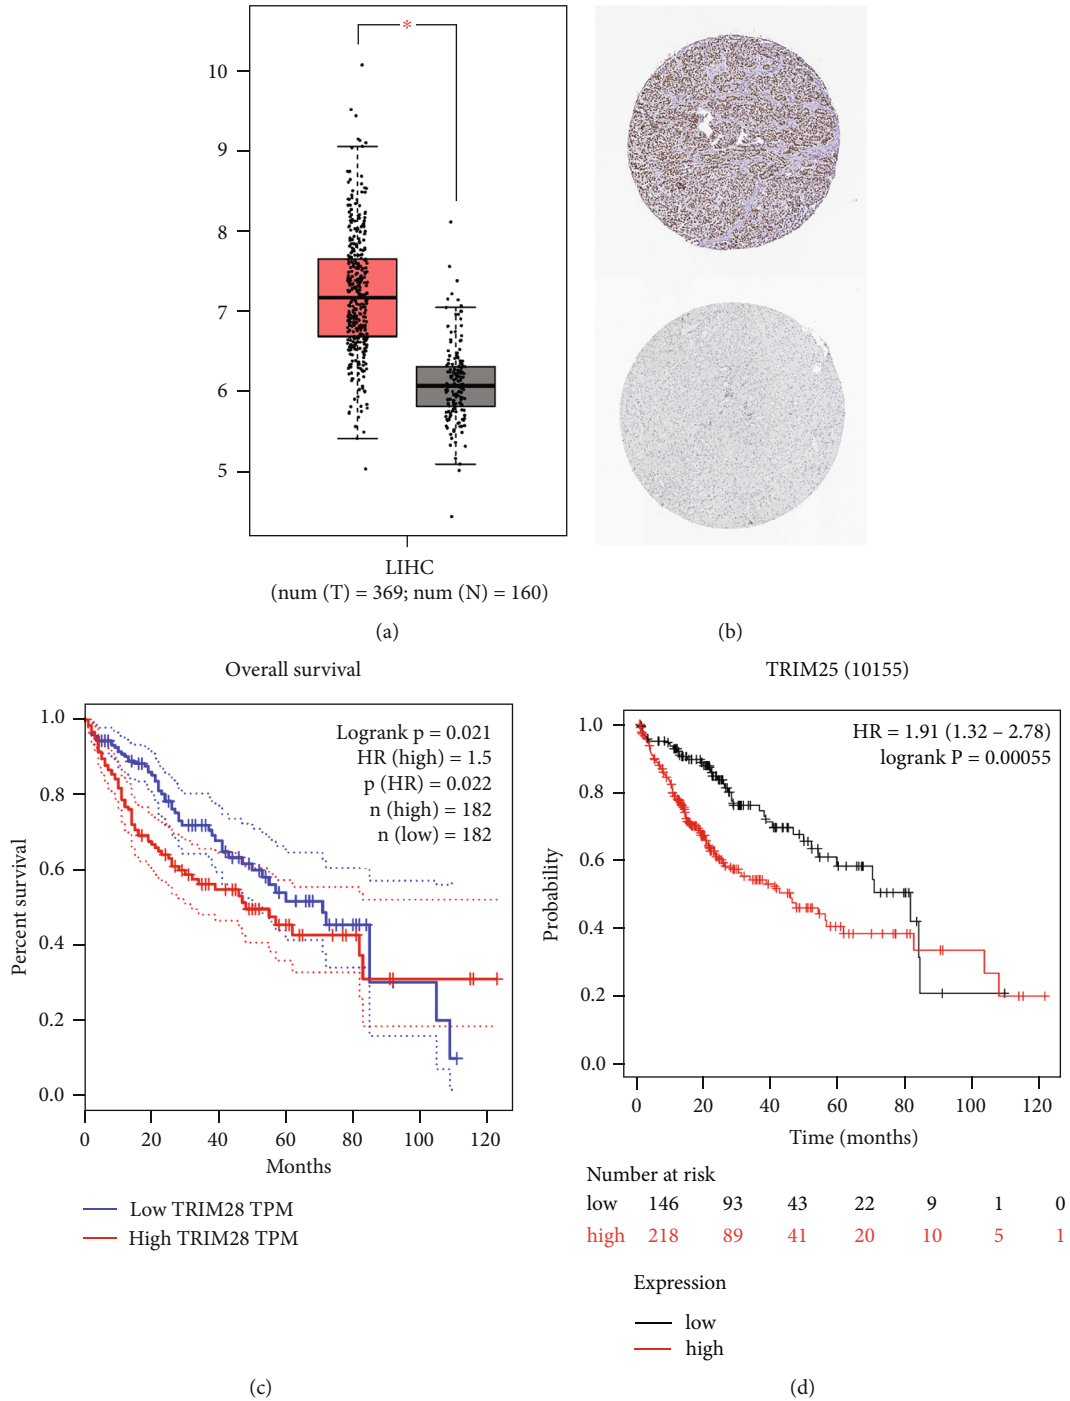 *
10
9
8
7
6
5
LIHC
(num (T) = 369; num (N) = 160)
(a)
(b)
Overall survival
Percent survival
1.0
0.8
0.6
0.4
0.2
0.0
Logrank p = 0.021
HR (high) = 1.5
p (HR) = 0.022
n (high) = 182
n (low) = 182
0 20 40 60 80 100 120
Months
Low TRIM28 TPM
High TRIM28 TPM
(c)
TRIM25 (10155)
Probability
1.0
0.8
0.6
0.4
0.2
0.0
HR = 1.91 (1.32 – 2.78)
logrank P = 0.00055
0 20 40 60 80 100 120
Time (months)
Number at risk
low 146 93 43 22 9 1 0
high 218 89 41 20 10 5 1
Expression
low
high
(d)